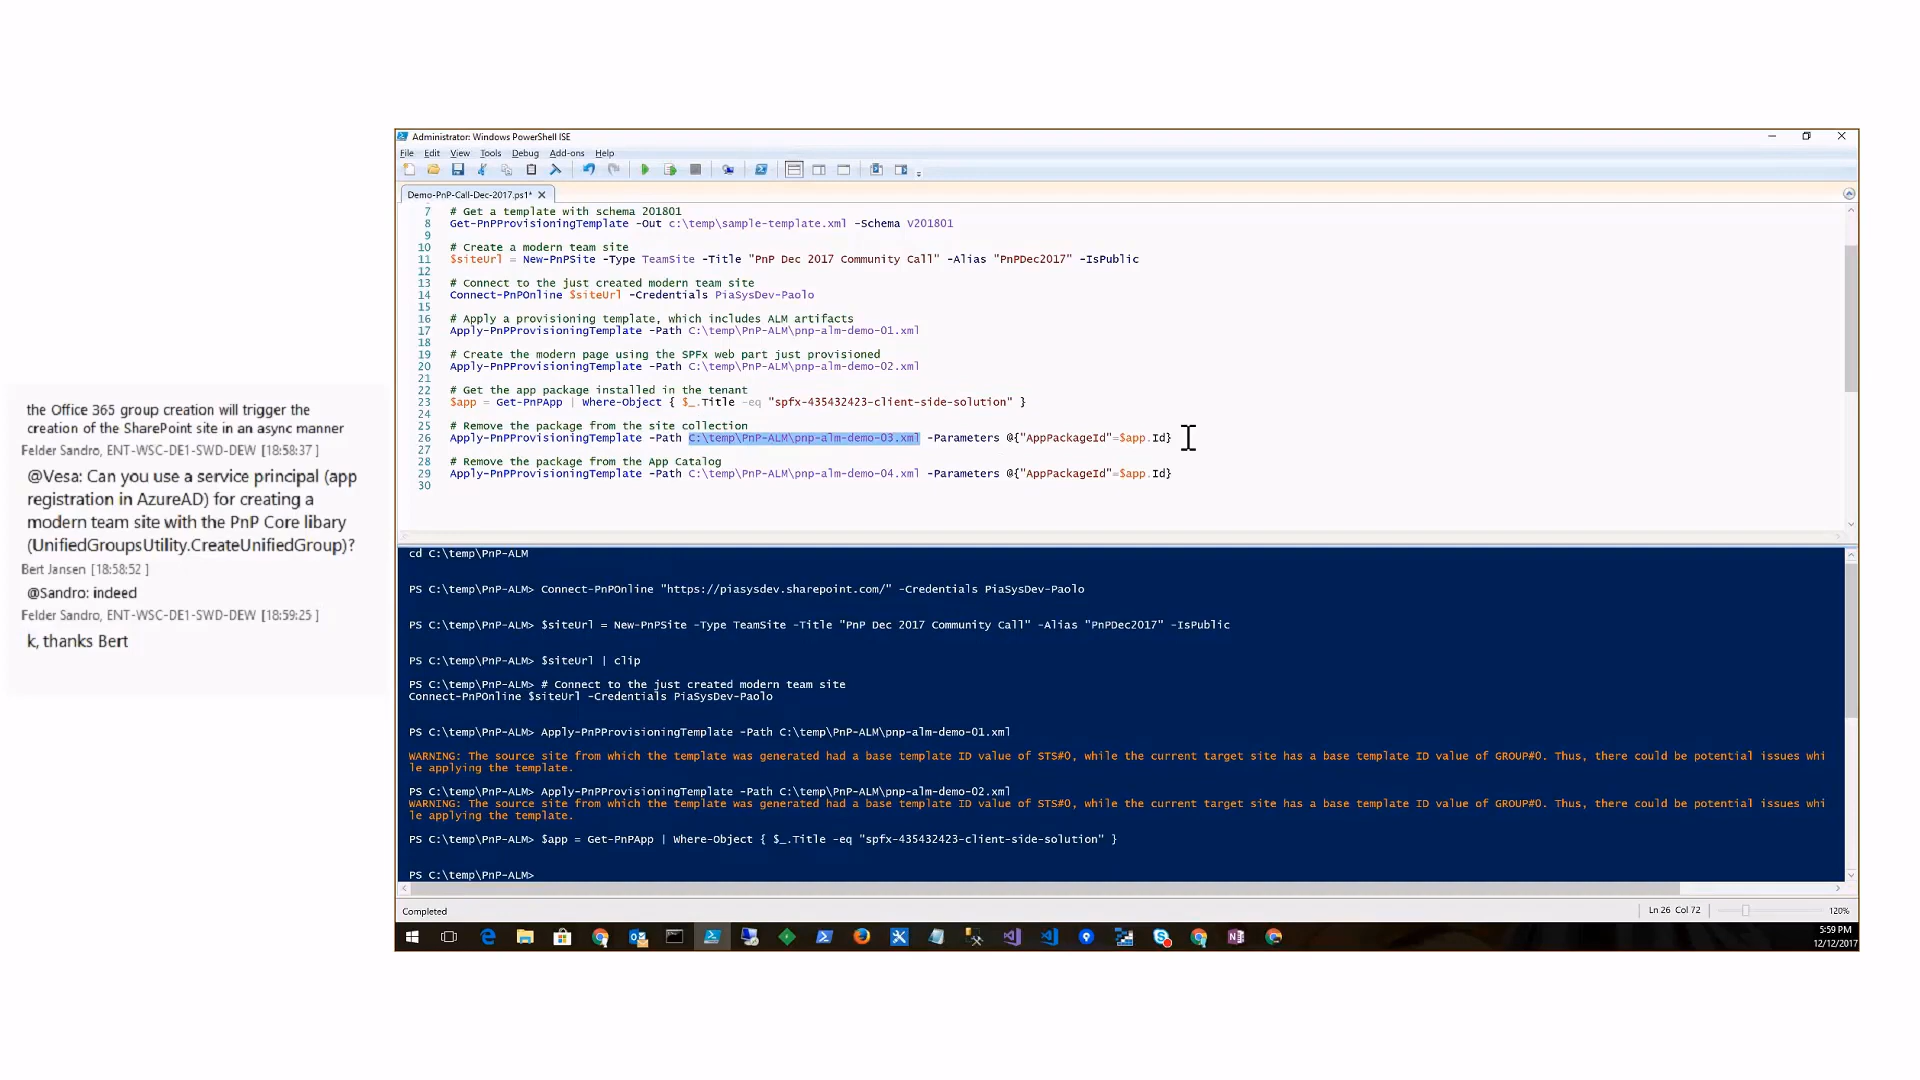 the Office 365 group creation will trigger the
creation of the SharePoint site in an async manner
Felder Sandro, ENT-WSC-DE1-SWD-DEW [18:58:37 ]
@Vesa: Can you use a service principal (app
registration in AzureAD) for creating a
modern team site with the PnP Core libary
(UnifiedGroupsUtility.CreateUnifiedGroup)?
Bert Jansen [18:58:52 ]
@Sandro: indeed
Felder Sandro, ENT-WSC-DE1-SWD-DEW [18:59:25 ]
k, thanks Bert
Administrator: Windows PowerShell ISE
File Edit View Tools Debug Add-ons Help
Demo-PnP-Call-Dec-2017.ps1*
7 # Get a template with schema 201801
8 Get-PnPProvisioningTemplate -Out c:\temp\sample-template.xml -Schema V201801
9
10 # Create a modern team site
11 $siteUrl = New-PnPSite -Type TeamSite -Title "PnP Dec 2017 Community Call" -Alias "PnPDec2017" -IsPublic
12
13 # Connect to the just created modern team site
14 Connect-PnPOnline $siteUrl -Credentials PiaSysDev-Paolo
15
16 # Apply a provisioning template, which includes ALM artifacts
17 Apply-PnPProvisioningTemplate -Path C:\temp\PnP-ALM\pnp-alm-demo-01.xml
18
19 # Create the modern page using the SPFx web part just provisioned
20 Apply-PnPProvisioningTemplate -Path C:\temp\PnP-ALM\pnp-alm-demo-02.xml
21
22 # Get the app package installed in the tenant
23 $app = Get-PnPApp | Where-Object { $_.Title -eq "spfx-435432423-client-side-solution" }
24
25 # Remove the package from the site collection
26 Apply-PnPProvisioningTemplate -Path C:\temp\PnP-ALM\pnp-alm-demo-03.xml -Parameters @{"AppPackageId"=$app.Id}
27
28 # Remove the package from the App Catalog
29 Apply-PnPProvisioningTemplate -Path C:\temp\PnP-ALM\pnp-alm-demo-04.xml -Parameters @{"AppPackageId"=$app.Id}
30
cd C:\temp\PnP-ALM
PS C:\temp\PnP-ALM> Connect-PnPOnline "https://piasysdev.sharepoint.com/" -Credentials PiaSysDev-Paolo
PS C:\temp\PnP-ALM> $siteUrl = New-PnPSite -Type TeamSite -Title "PnP Dec 2017 Community Call" -Alias "PnPDec2017" -IsPublic
PS C:\temp\PnP-ALM> $siteUrl | clip
PS C:\temp\PnP-ALM> # Connect to the just created modern team site
Connect-PnPOnline $siteUrl -Credentials PiaSysDev-Paolo
PS C:\temp\PnP-ALM> Apply-PnPProvisioningTemplate -Path C:\temp\PnP-ALM\pnp-alm-demo-01.xml
WARNING: The source site from which the template was generated had a base template ID value of STS#0, while the current target site has a base template ID value of GROUP#0. Thus, there could be potential issues whi
le applying the template.
PS C:\temp\PnP-ALM> Apply-PnPProvisioningTemplate -Path C:\temp\PnP-ALM\pnp-alm-demo-02.xml
WARNING: The source site from which the template was generated had a base template ID value of STS#0, while the current target site has a base template ID value of GROUP#0. Thus, there could be potential issues whi
le applying the template.
PS C:\temp\PnP-ALM> $app = Get-PnPApp | Where-Object { $_.Title -eq "spfx-435432423-client-side-solution" }
PS C:\temp\PnP-ALM>
Completed
Ln 26 Col 72
120%
5:59 PM
12/12/2017